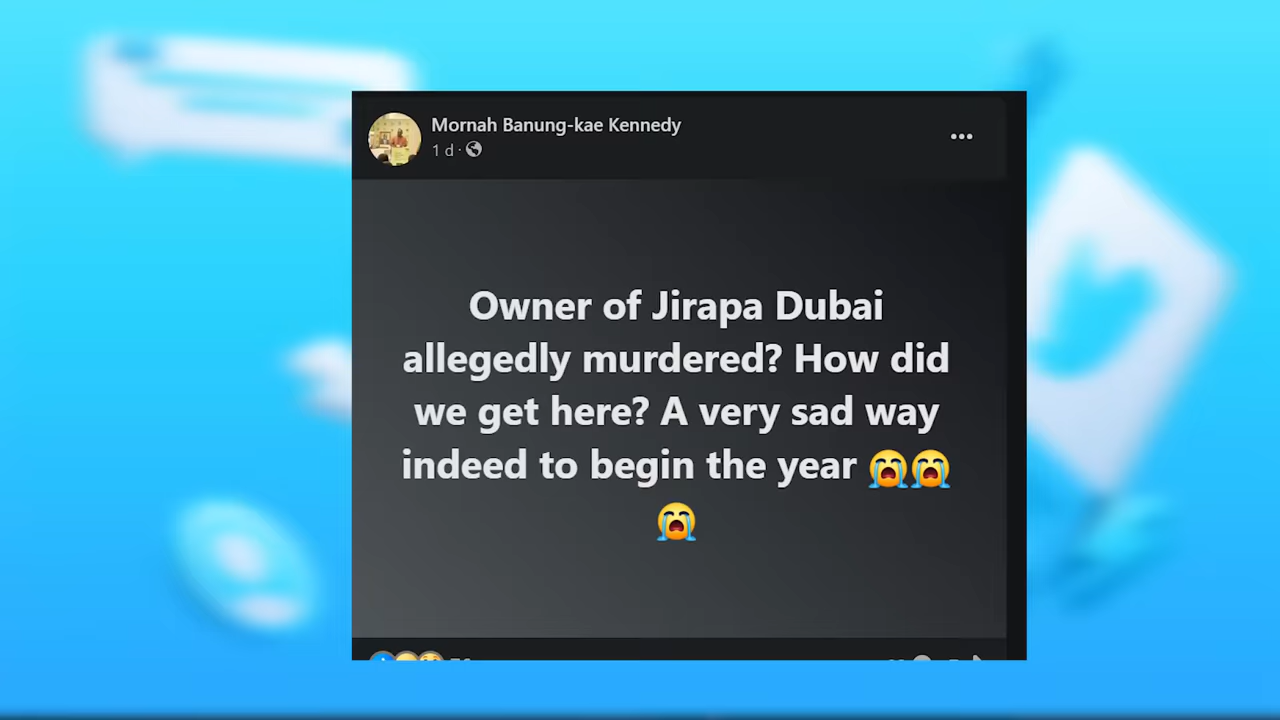 Mornah Banung-kae Kennedy
1 d ·
Owner of Jirapa Dubai
allegedly murdered? How did
we get here? A very sad way
indeed to begin the year 😭😭
😭